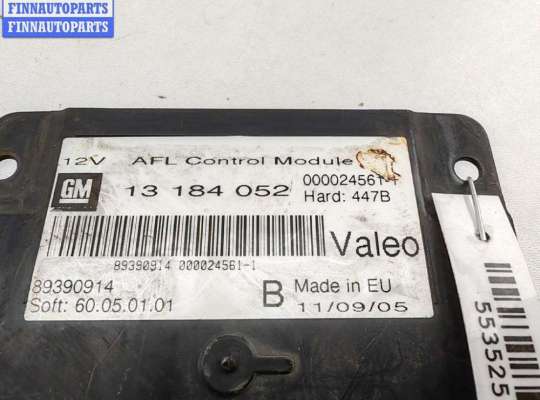 FINNAUTOPARTS
FINNAUTOPARTS
12V AFL Control Module
GM 13 184 052
Hard: 447B
Valeo
89390914 000024561-1
89390914
Soft: 60.05.01.01
B Made in EU
11/09/05
553525